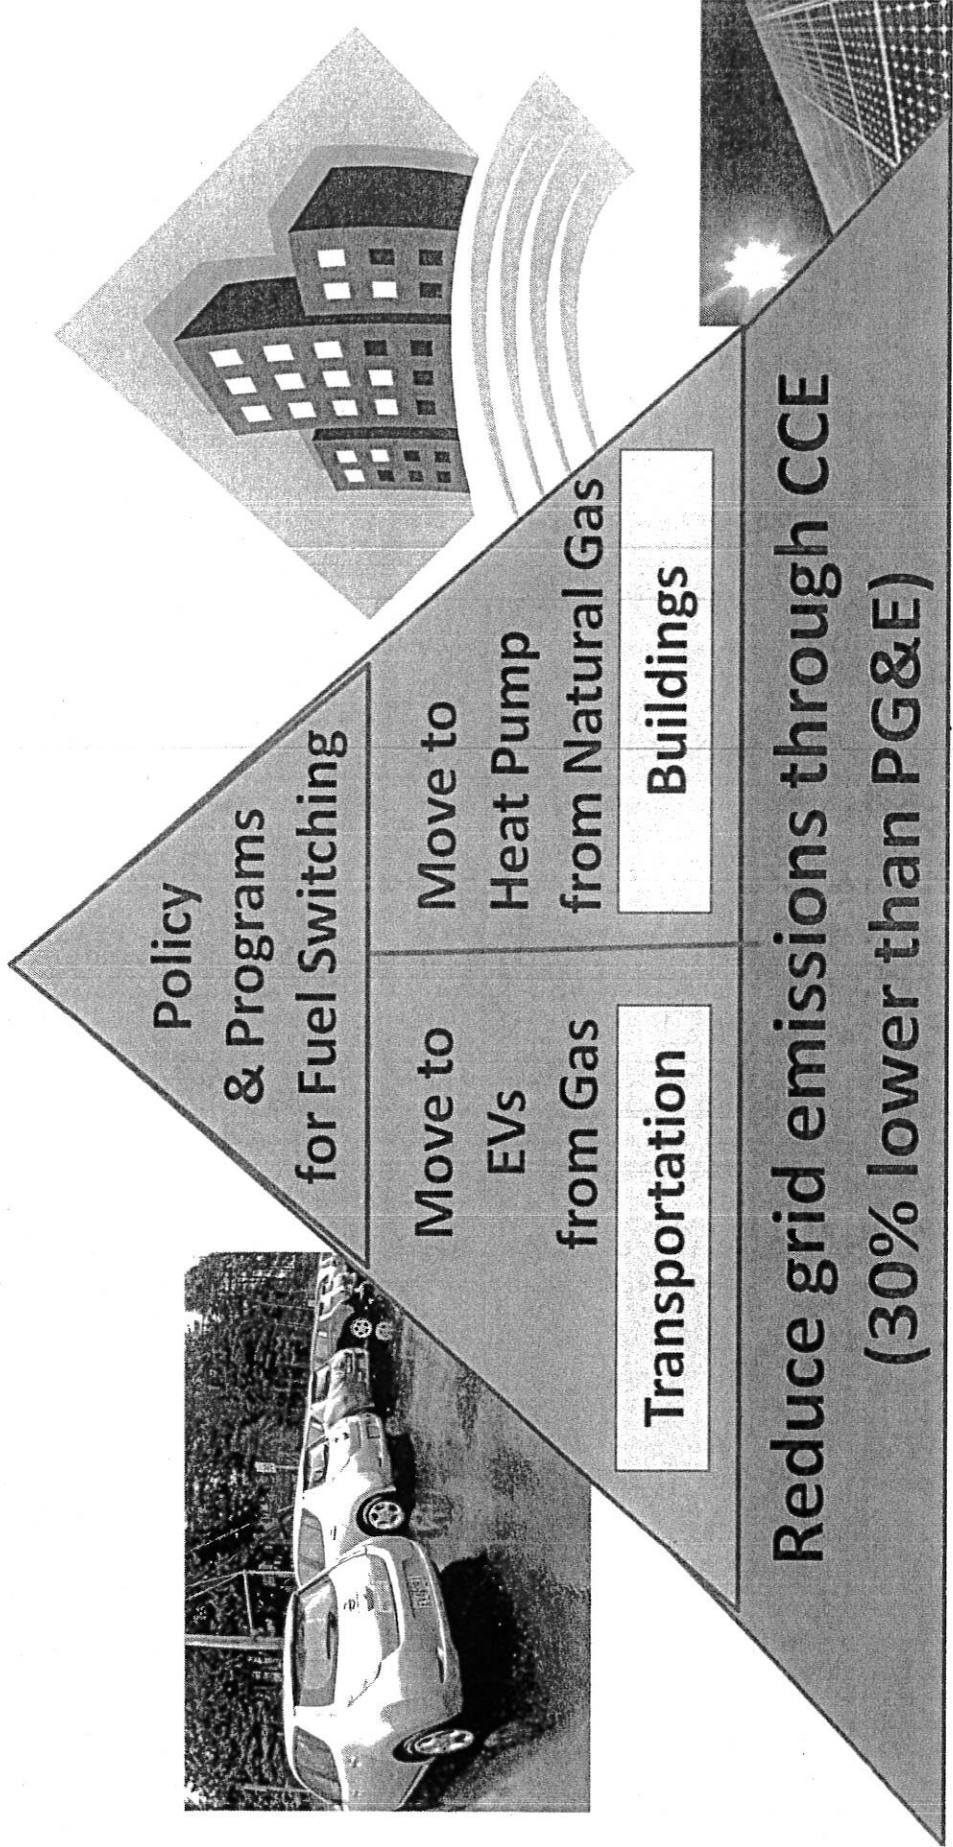 Policy
& Programs
for Fuel Switching
Move to
EVs
from Gas
Transportation
Move to
Heat Pump
from Natural Gas
Buildings
Reduce grid emissions through CCE
(30% lower than PG&E)